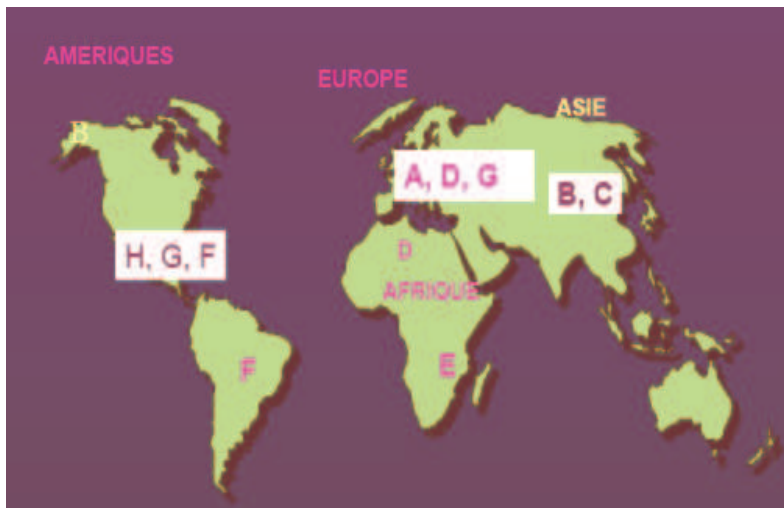 AMERIQUES
EUROPE
ASIE
B
A, D, G
B, C
H, G, F
D
AFRIQUE
F
E